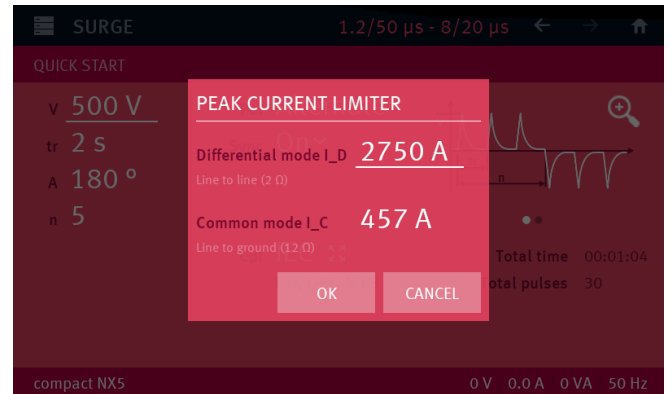 SURGE 1.2/50 µs - 8/20 µs
QUICK START
V 500 V
tr 2 s
A 180 °
n 5
PEAK CURRENT LIMITER
Differential mode I_D 2750 A
Line to line (2 Ω)
Common mode I_C 457 A
Line to ground (12 Ω)
OK CANCEL
n
Total time 00:01:04
Total pulses 30
compact NX5 0 V 0.0 A 0 VA 50 Hz